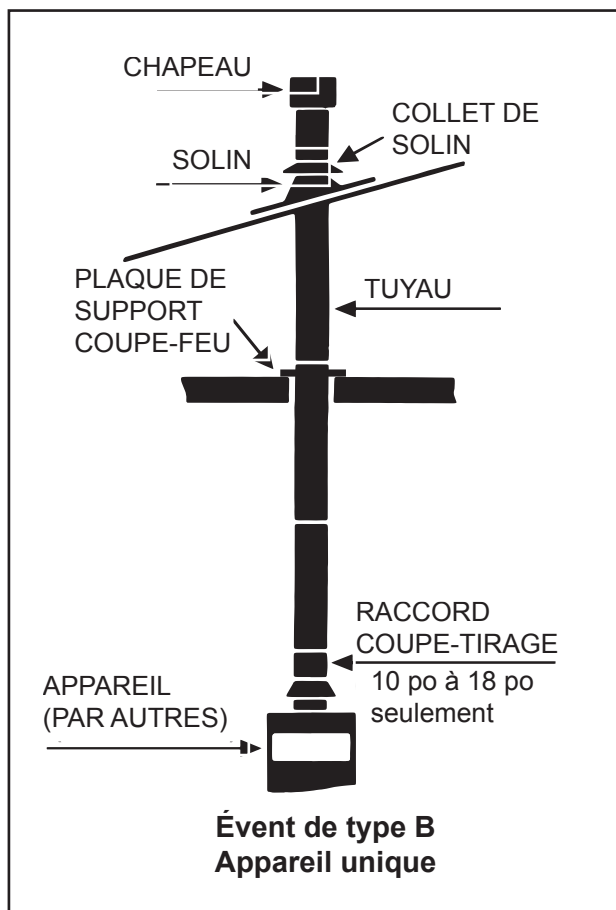 CHAPEAU
COLLET DE
SOLIN
SOLIN
PLAQUE DE
SUPPORT
COUPE-FEU
TUYAU
RACCORD
COUPE-TIRAGE
10 po à 18 po
seulement
APPAREIL
(PAR AUTRES)
Évent de type B
Appareil unique